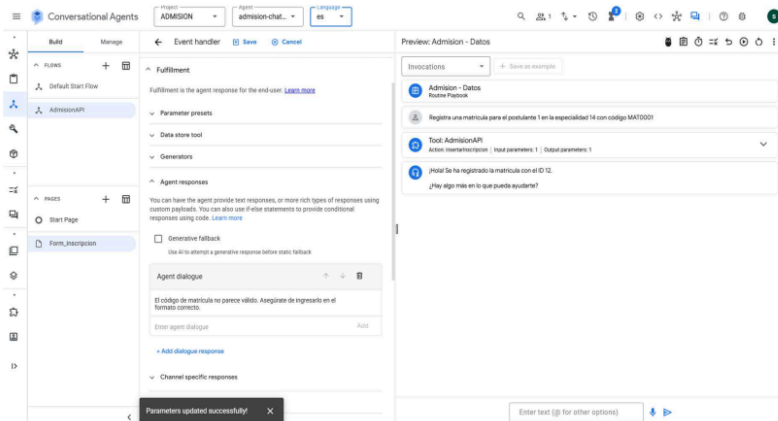 Conversational Agents
Project
ADMISION
Agent
admission-chat...
Language
es
2
1
S
Build
Manage
FLOWS
Default Start Flow
AdmisionAPI
PAGES
Start Page
Form_Inscripcion
Event handler
Save
Cancel
Fulfillment
Fulfillment is the agent response for the end-user. Learn more
Parameter presets
Data store tool
Generators
Agent responses
You can have the agent provide text responses, or more rich types of responses using
custom payloads. You can also use if-else statements to provide conditional
responses using code. Learn more
Generative fallback
Use AI to attempt a generative response before static fallback
Agent dialogue
El código de matrícula no parece válido. Asegúrate de ingresarlo en el
formato correcto.
Enter agent dialogue
Add
+ Add dialogue response
Channel specific responses
Parameters updated successfully!
Preview: Admision - Datos
Invocations
+ Save as example
Admision - Datos
Routine Playbook
Registra una matrícula para el postulante 1 en la especialidad 14 con código MAT0001
Tool: AdmisionAPI
Action: InsertarInscripcion | Input parameters: 1 | Output parameters: 1
¡Hola! Se ha registrado la matrícula con el ID 12.
¿Hay algo más en lo que pueda ayudarte?
Enter text (@ for other options)